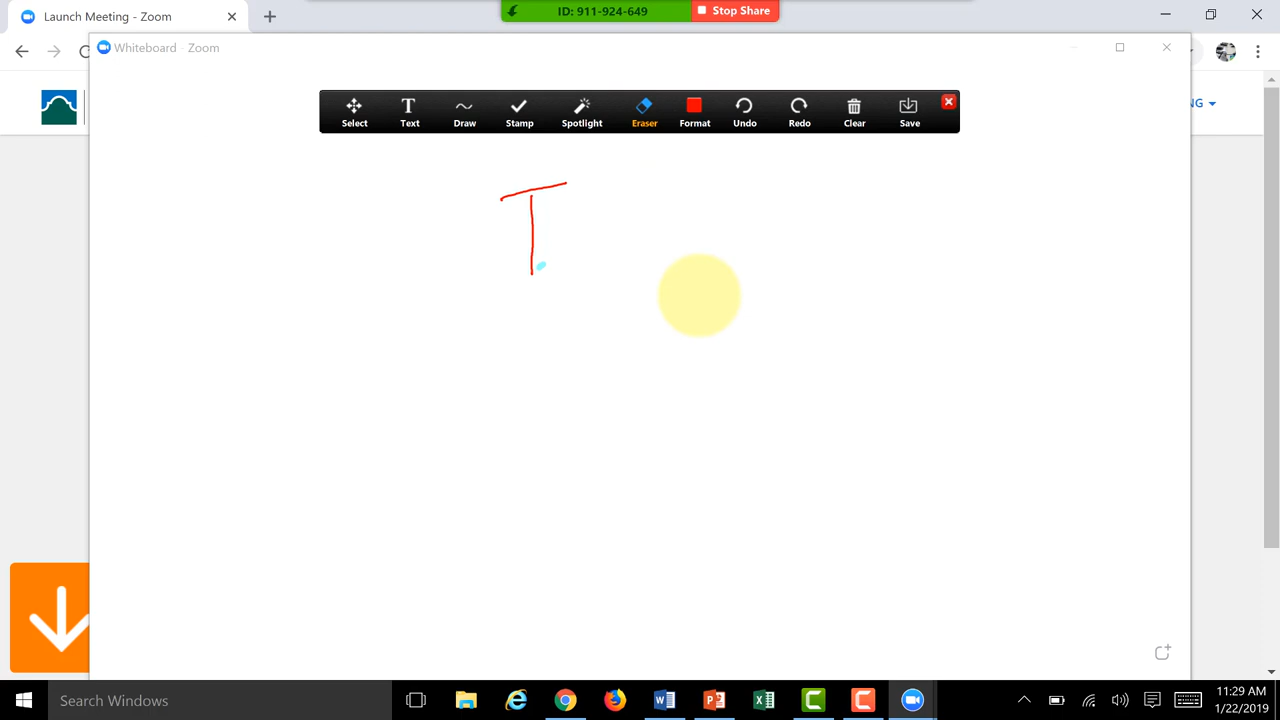 Launch Meeting - Zoom
ID: 911-924-649 Stop Share
Whiteboard - Zoom
NG
Select Text Draw Stamp Spotlight Eraser Format Undo Redo Clear Save
T
Search Windows
11:29 AM
1/22/2019